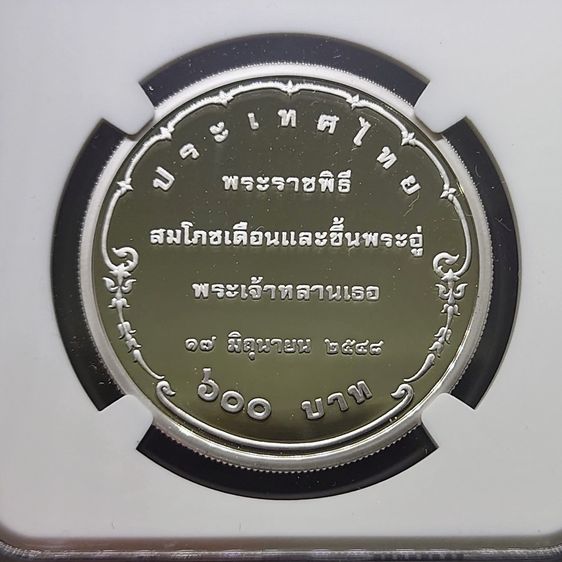 ประเทศไทย
พระราชพิธี
สมโภชเดือนและขึ้นพระอู่
พระเจ้าหลานเธอ
๑๗ มิถุนายน ๒๕๔๘
๖๐๐ บาท